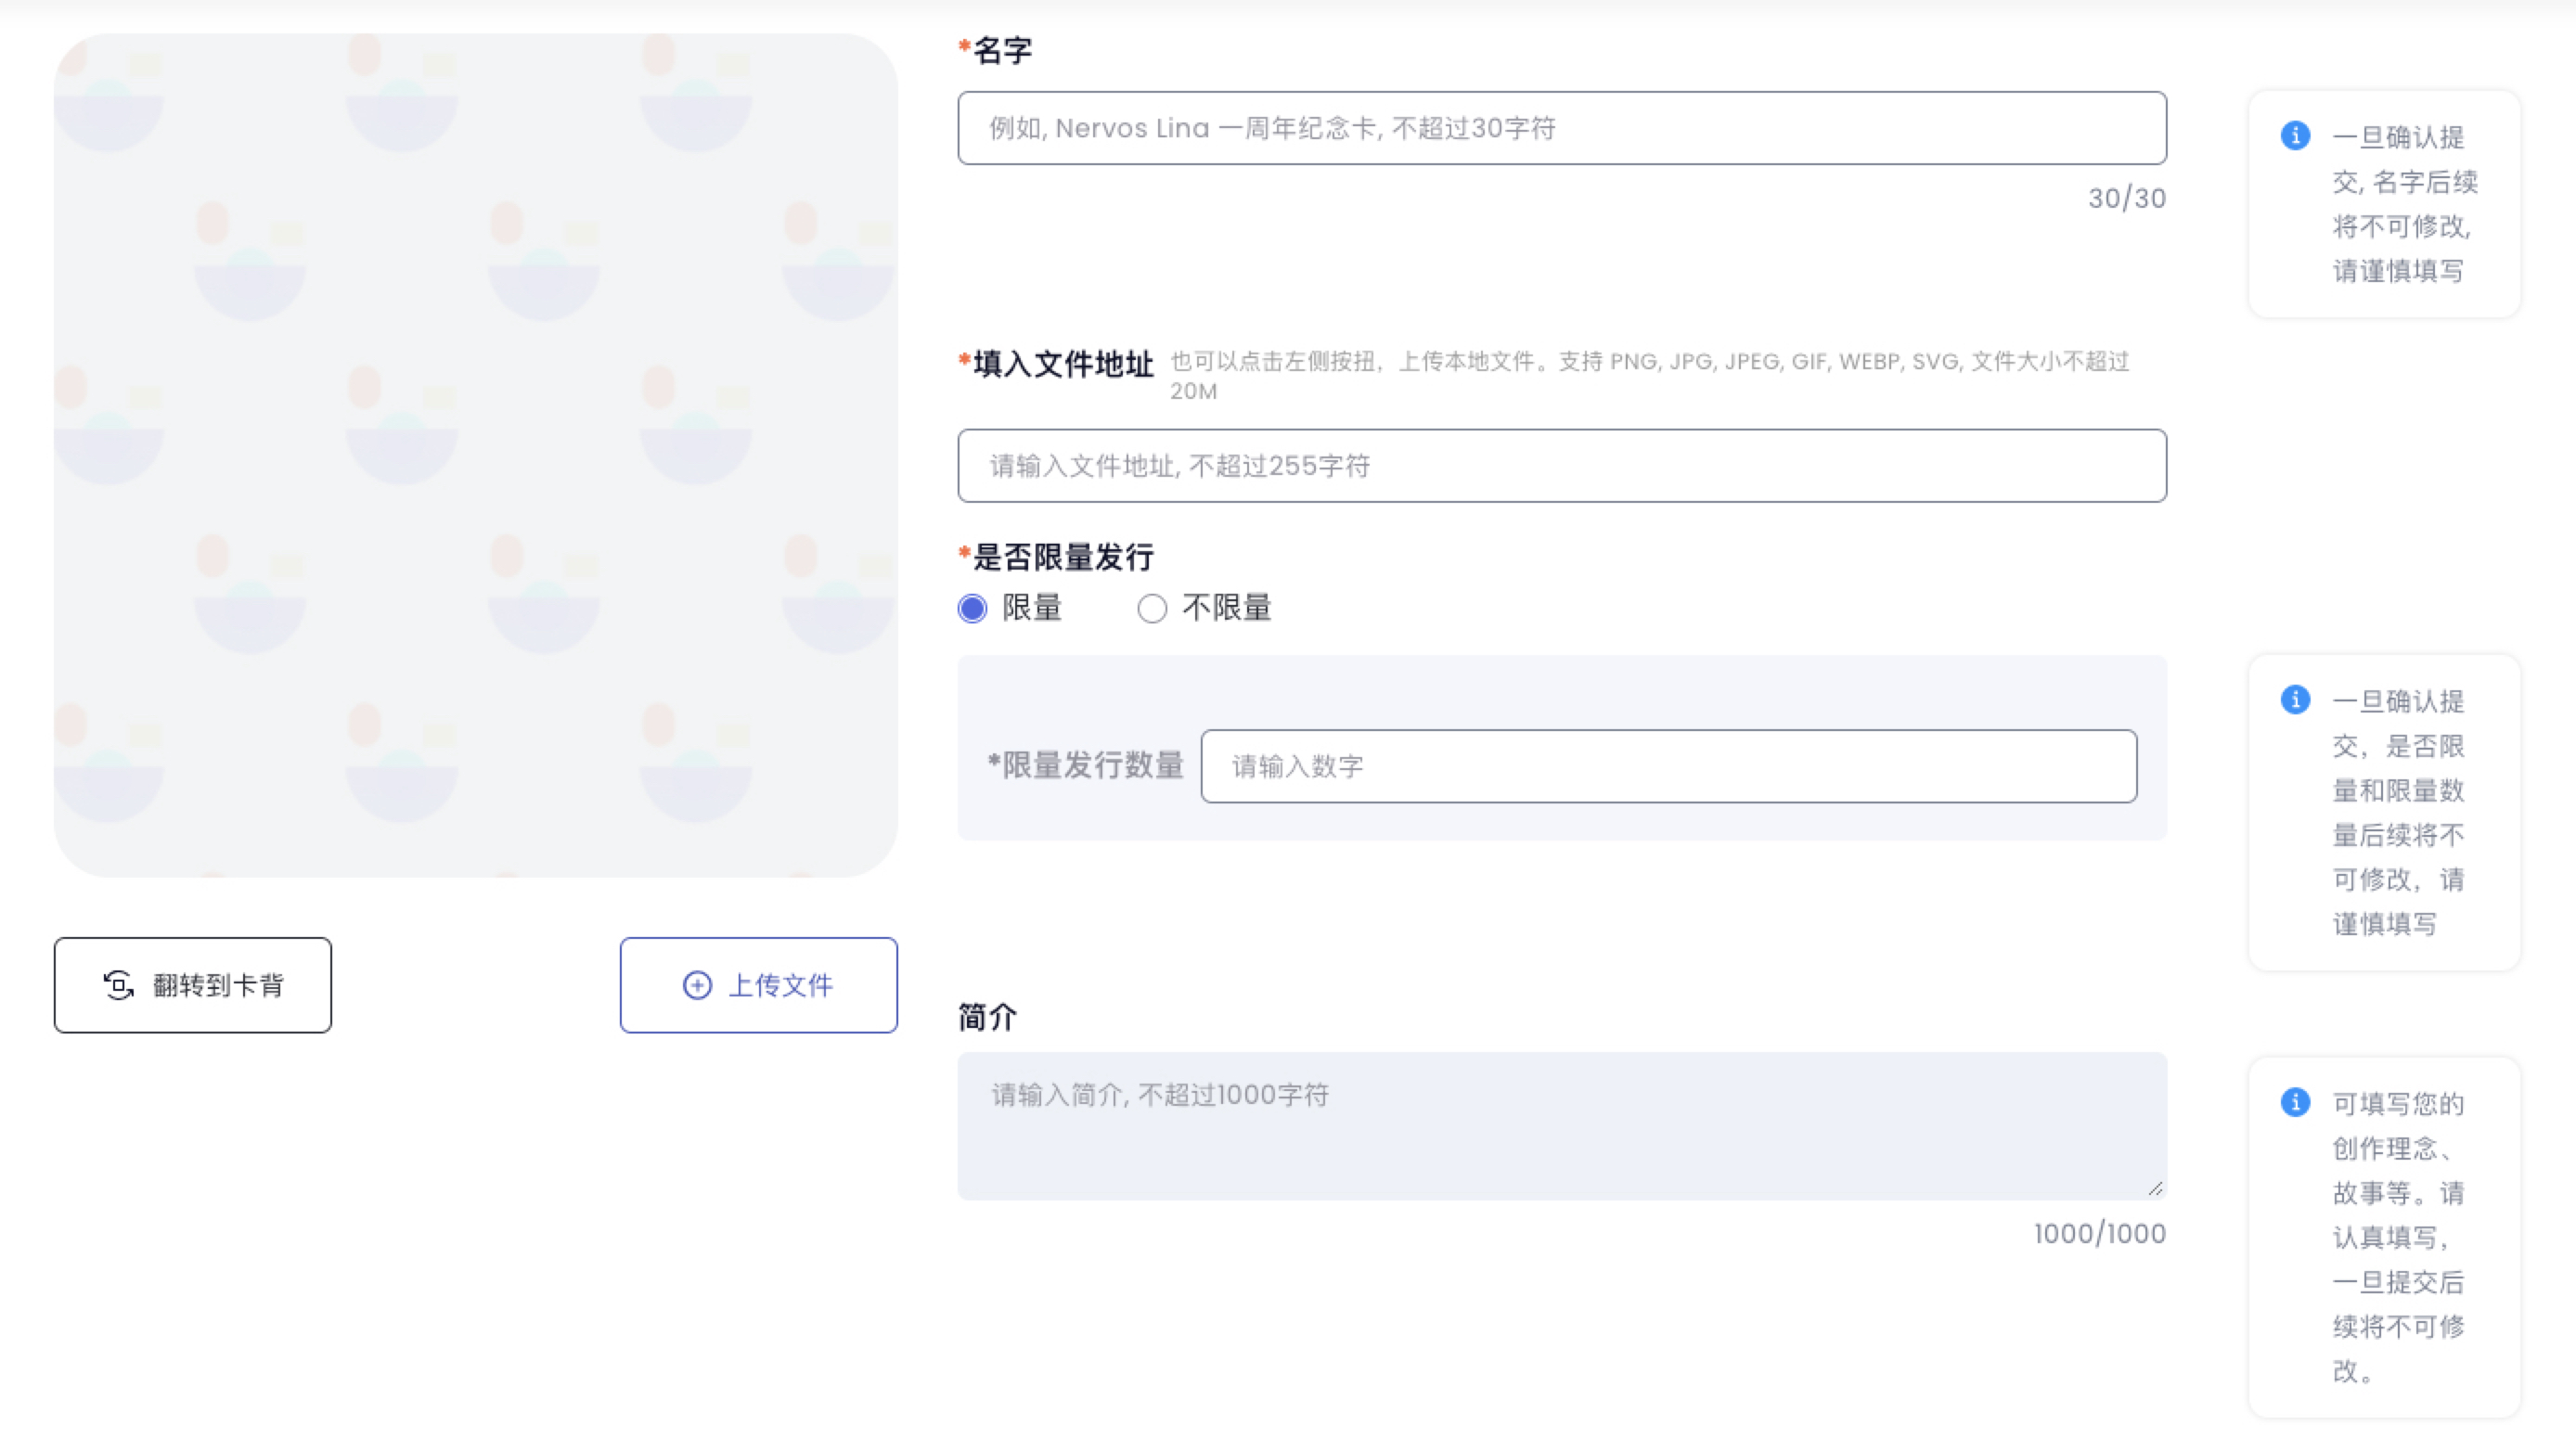 *名字
例如, Nervos Lina 一周年纪念卡, 不超过30字符
30/30
一旦确认提
交, 名字后续
将不可修改,
请谨慎填写
*填入文件地址 也可以点击左侧按扭，上传本地文件。支持 PNG, JPG, JPEG, GIF, WEBP, SVG, 文件大小不超过
20M
请输入文件地址, 不超过255字符
*是否限量发行
限量 不限量
*限量发行数量 请输入数字
一旦确认提
交，是否限
量和限量数
量后续将不
可修改，请
谨慎填写
翻转到卡背 上传文件
简介
请输入简介, 不超过1000字符
1000/1000
可填写您的
创作理念、
故事等。请
认真填写，
一旦提交后
续将不可修
改。